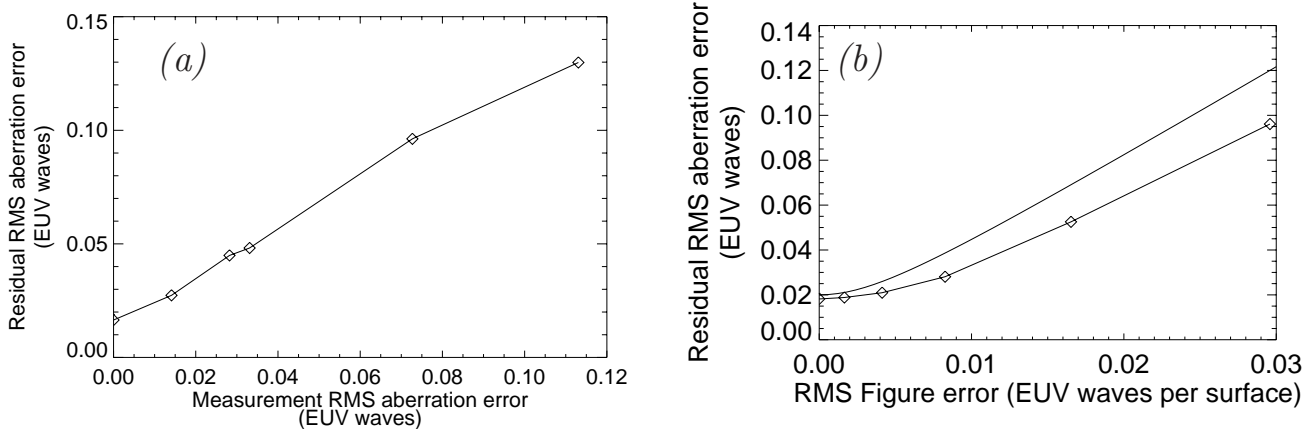 (a)
Residual RMS aberration error
(EUV waves)
0.15
0.10
0.05
0.00
0.00 0.02 0.04 0.06 0.08 0.10 0.12
Measurement RMS aberration error
(EUV waves)
(b)
Residual RMS aberration error
(EUV waves)
0.14
0.12
0.10
0.08
0.06
0.04
0.02
0.00
0.00 0.01 0.02 0.03
RMS Figure error (EUV waves per surface)